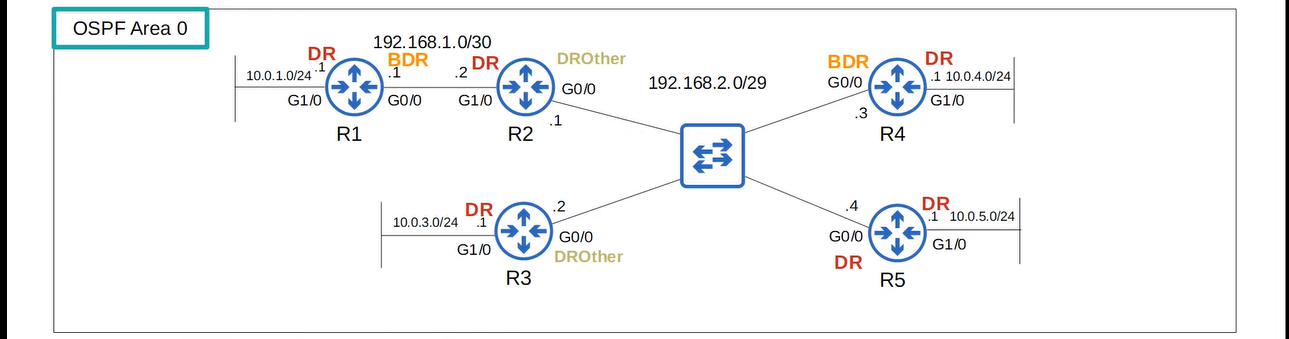 OSPF Area 0
192.168.1.0/30
DR
BDR
DR
DROther
10.0.1.0/24
.1
.1
.2
G1/0
G0/0
G1/0
G0/0
.1
R1
R2
192.168.2.0/29
BDR
DR
G0/0
.1
10.0.4.0/24
G1/0
.3
R4
DR
.2
10.0.3.0/24
.1
G1/0
G0/0
DROther
R3
.4
DR
.1
10.0.5.0/24
G0/0
G1/0
DR
R5